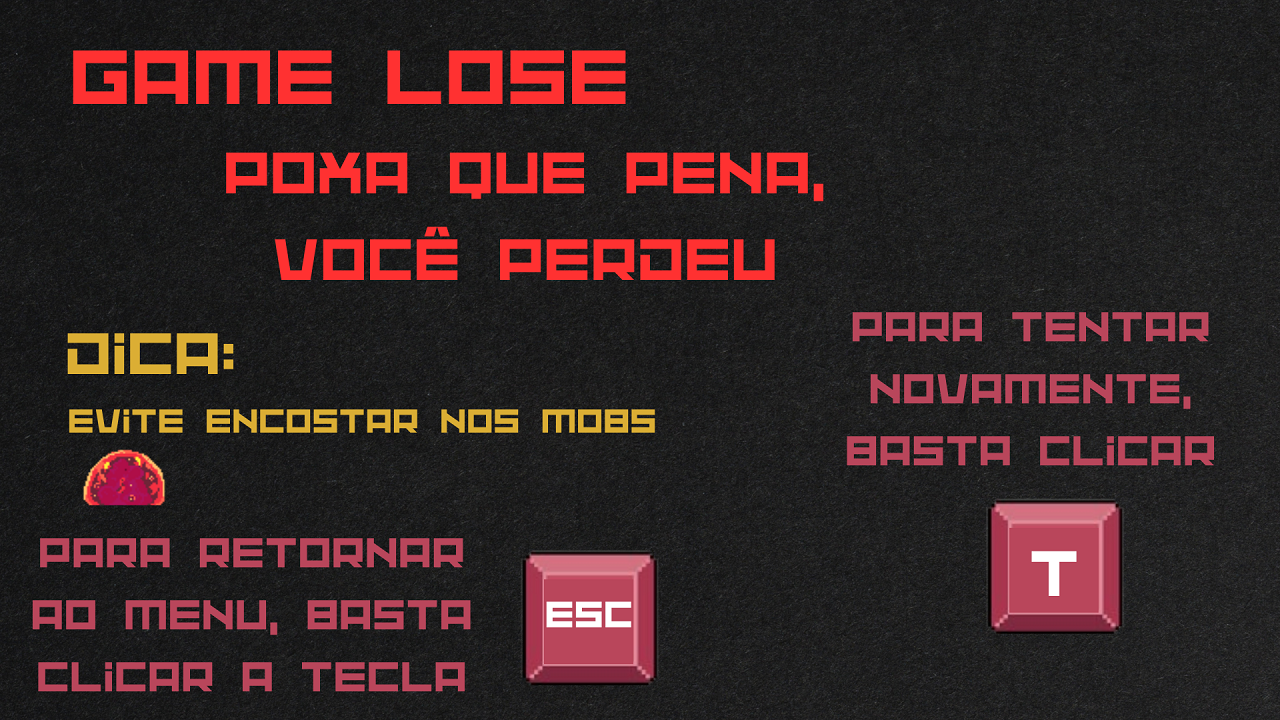 GAME LOSE
POXA QUE PENA,
VOCÊ PERDEU
DiCA:
EViTE ENCOSTAR NOS MOBS
PARA RETORNAR
AO MENU, BASTA
CLiCAR A TECLA
ESC
PARA TENTAR
NOVAMENTE,
BASTA CLiCAR
T